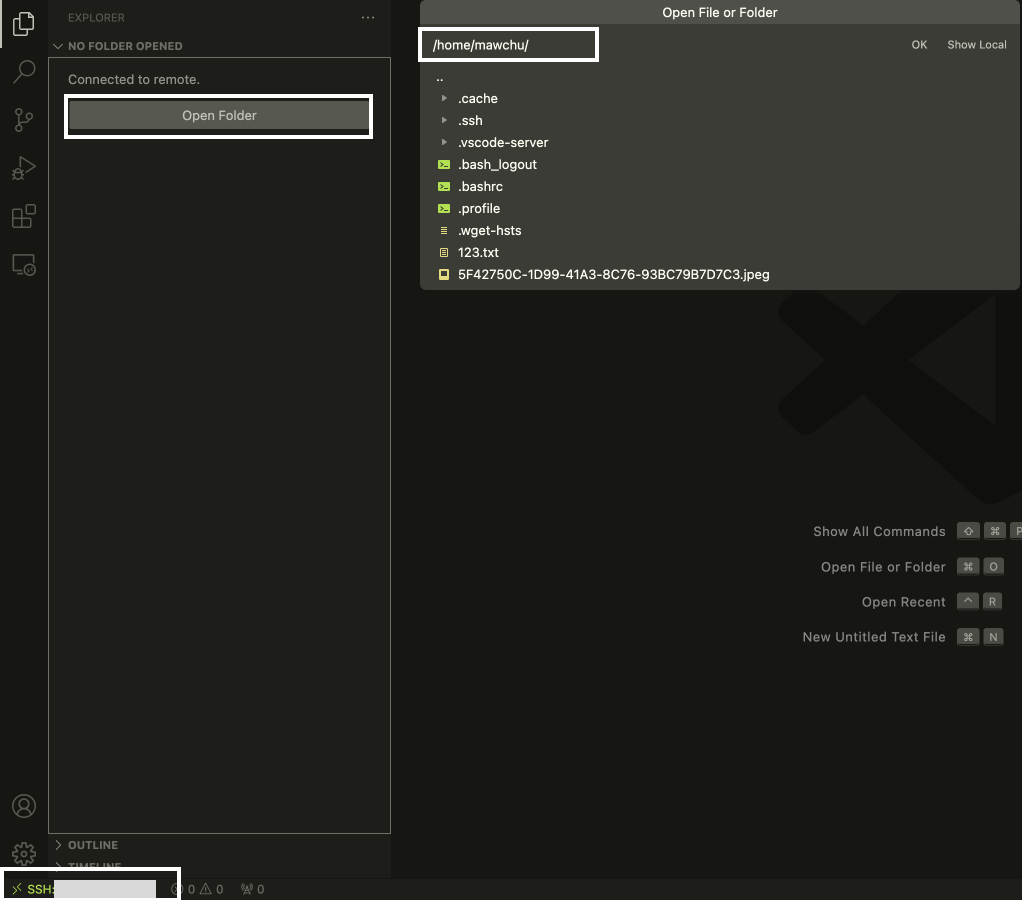 EXPLORER
NO FOLDER OPENED
Connected to remote.
Open Folder
OUTLINE
TIMELINE
Open File or Folder
/home/mawchu/
OK
Show Local
..
.cache
.ssh
.vscode-server
.bash_logout
.bashrc
.profile
.wget-hsts
123.txt
5F42750C-1D99-41A3-8C76-93BC79B7D7C3.jpeg
Show All Commands ⇧ ⌘ P
Open File or Folder ⌘ O
Open Recent ^ R
New Untitled Text File ⌘ N
SSH:
0 0 0